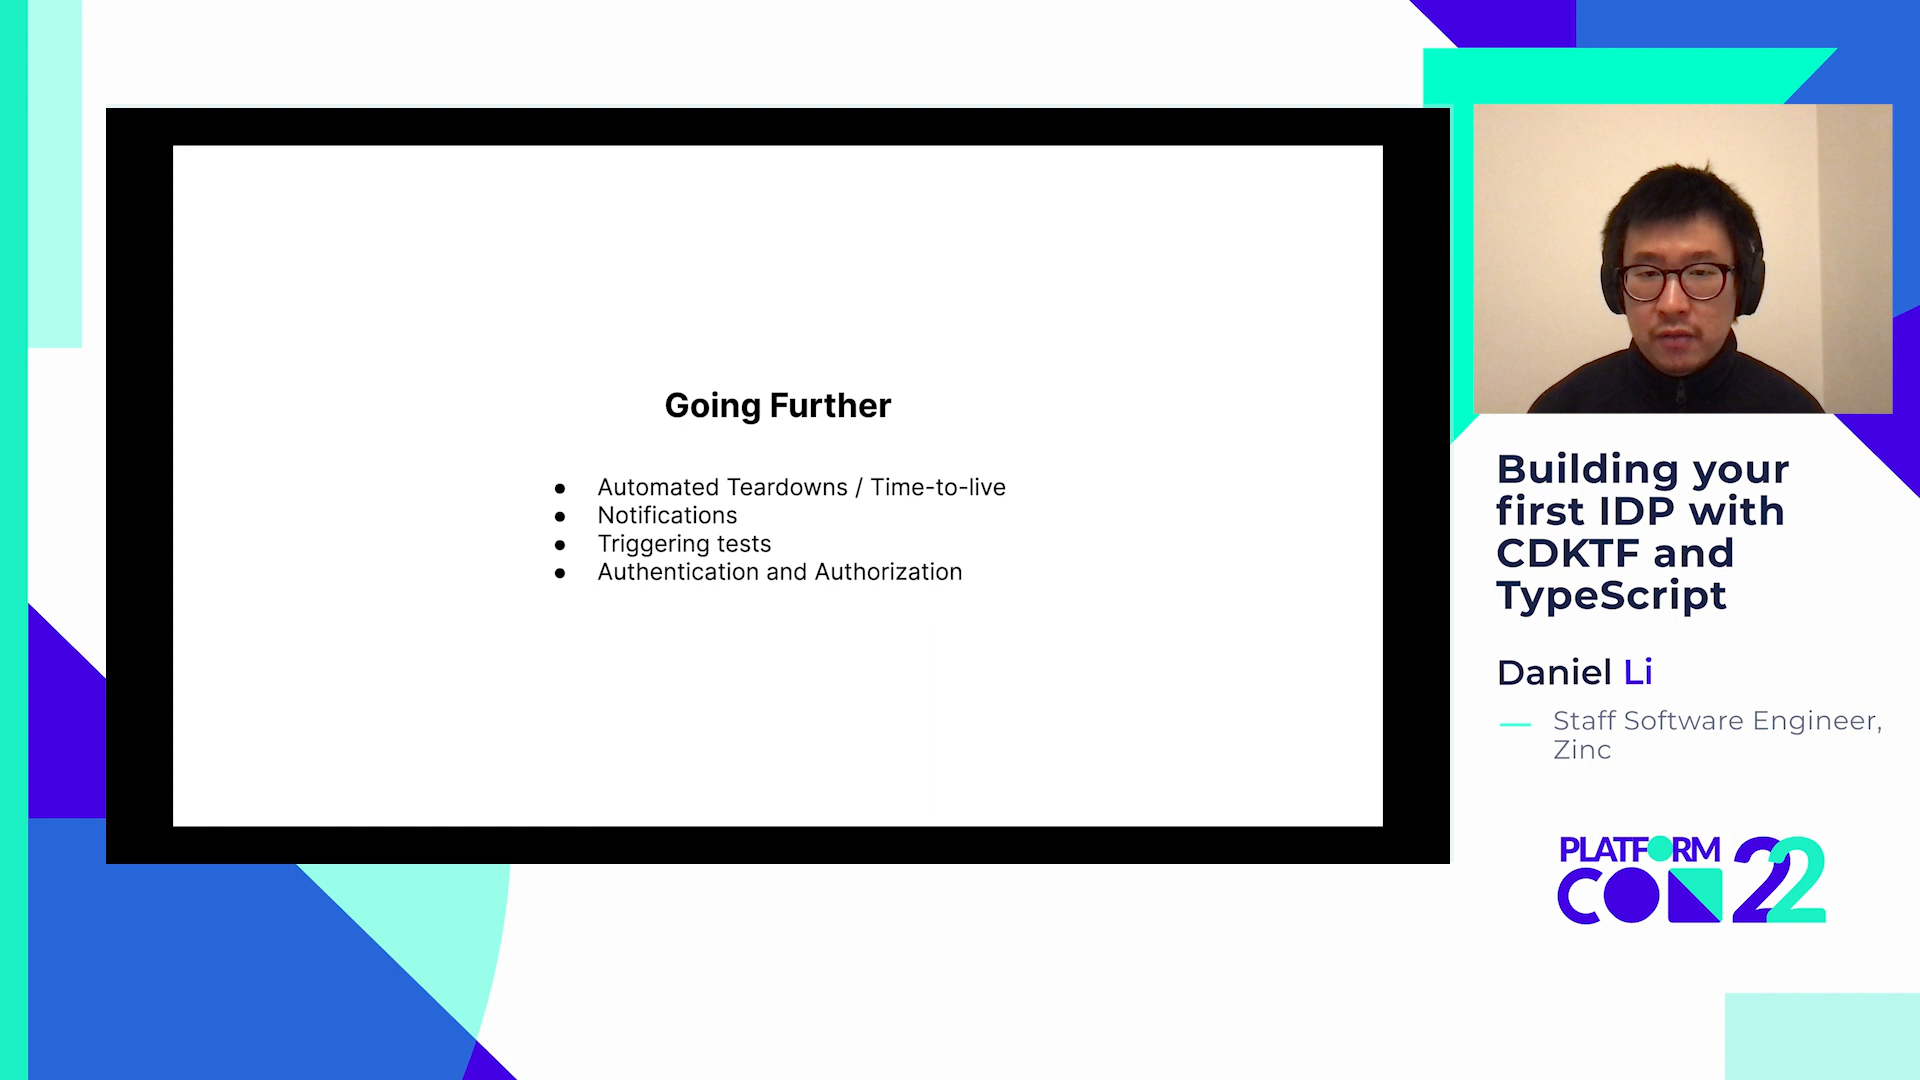 Going Further
● Automated Teardowns / Time-to-live
● Notifications
● Triggering tests
● Authentication and Authorization
Building your
first IDP with
CDKTF and
TypeScript
Daniel Li
Staff Software Engineer,
Zinc
PLATFORM
CON 22